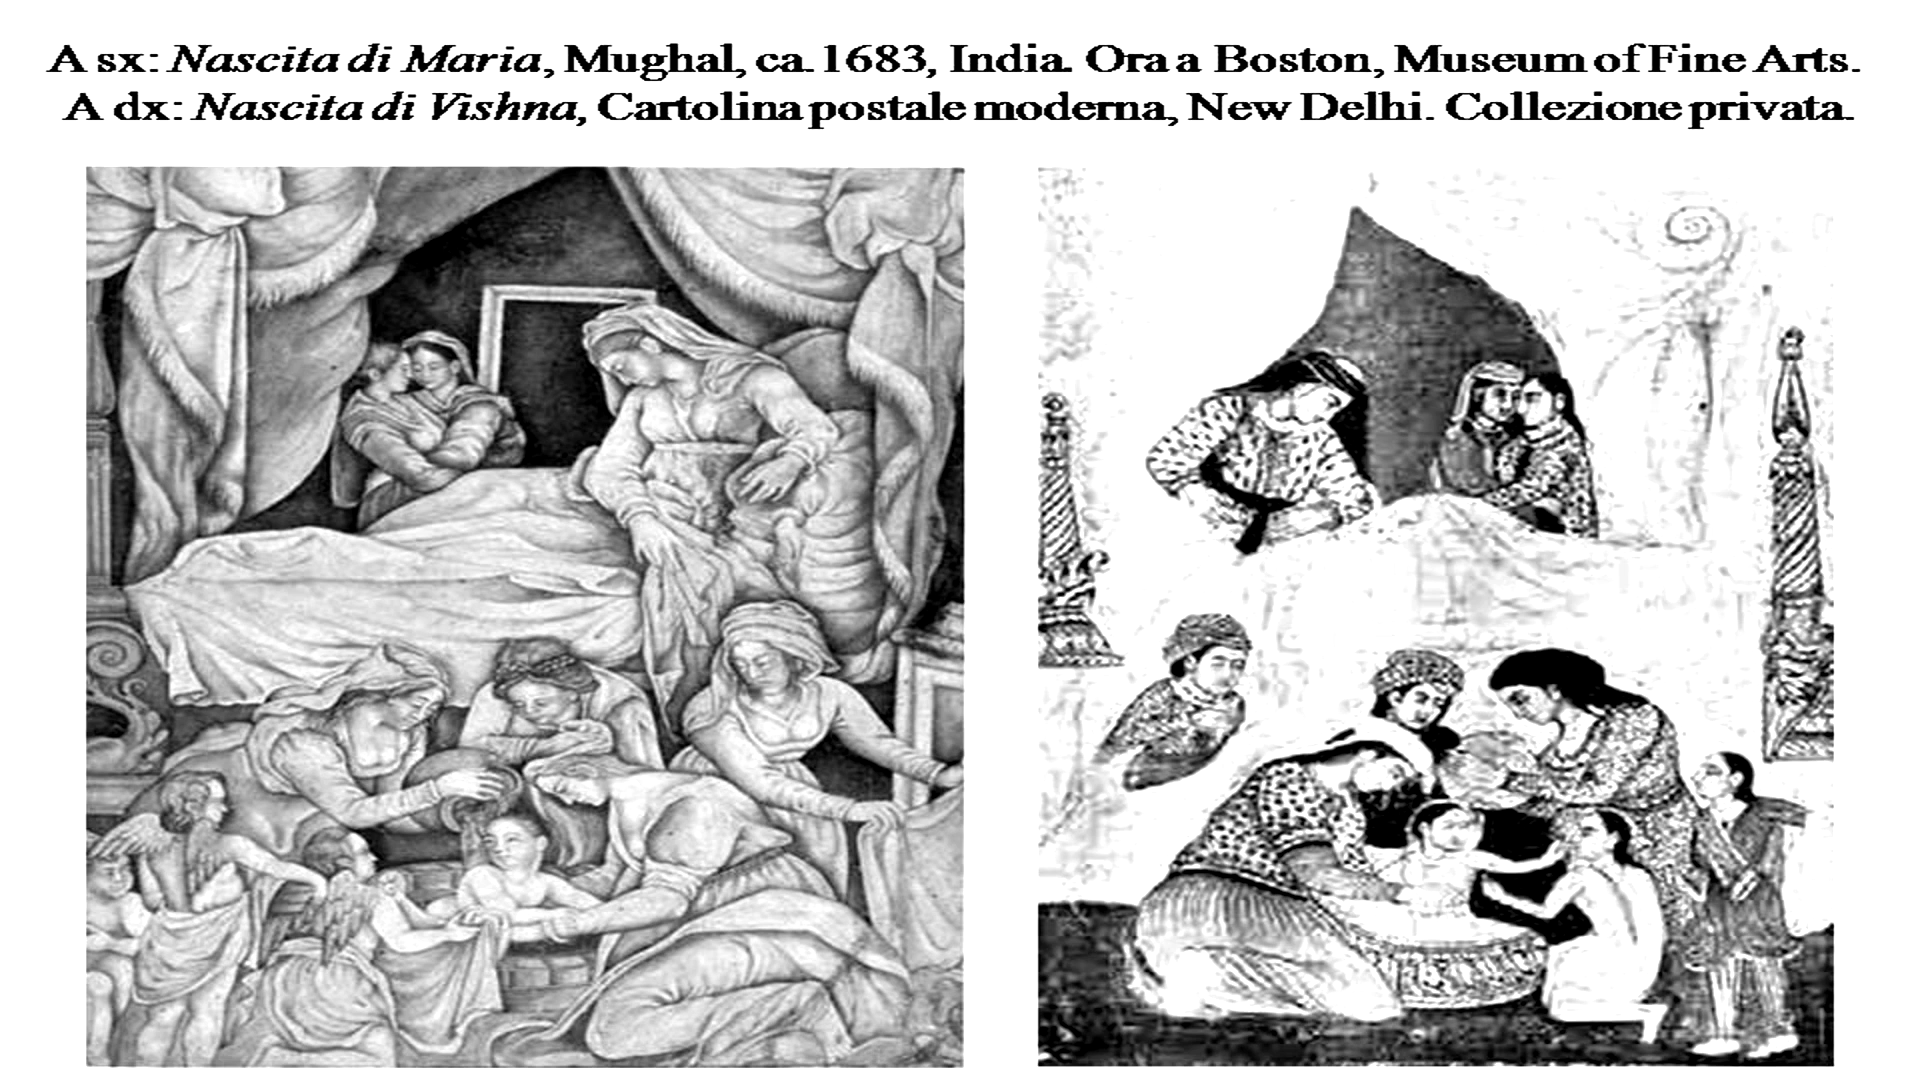 A sx: Nascita di Maria, Mughal, ca. 1683, India. Ora a Boston, Museum of Fine Arts.
A dx: Nascita di Vishna, Cartolina postale moderna, New Delhi. Collezione privata.